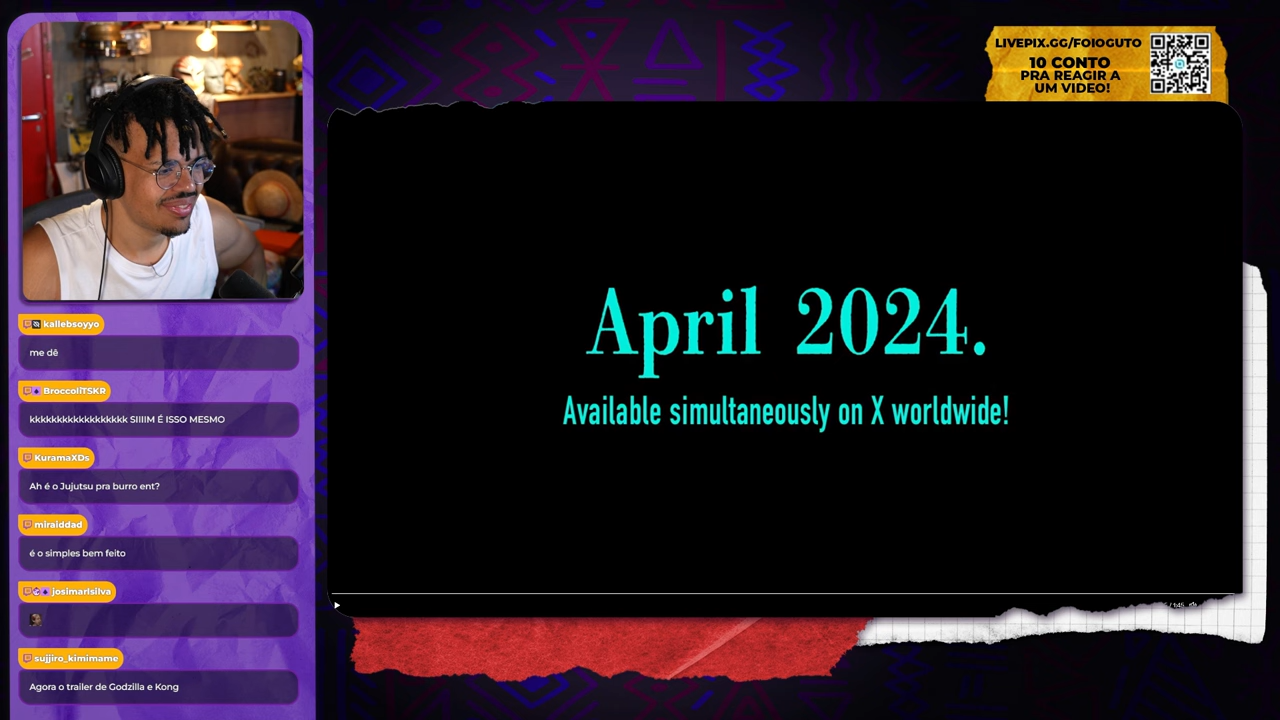 LIVEPIX.GG/FOIOGUTO
10 CONTO
PRA REAGIR A
UM VIDEO!
April 2024.
Available simultaneously on X worldwide!
/ 1:45
kallebsoyyo
me dê
BroccoliTSKR
kkkkkkkkkkkkkkkkkk SIIIIM É ISSO MESMO
KuramaXDs
Ah é o Jujutsu pra burro ent?
miraiddad
é o simples bem feito
josimarlsilva
sujjiro_kimimame
Agora o trailer de Godzilla e Kong